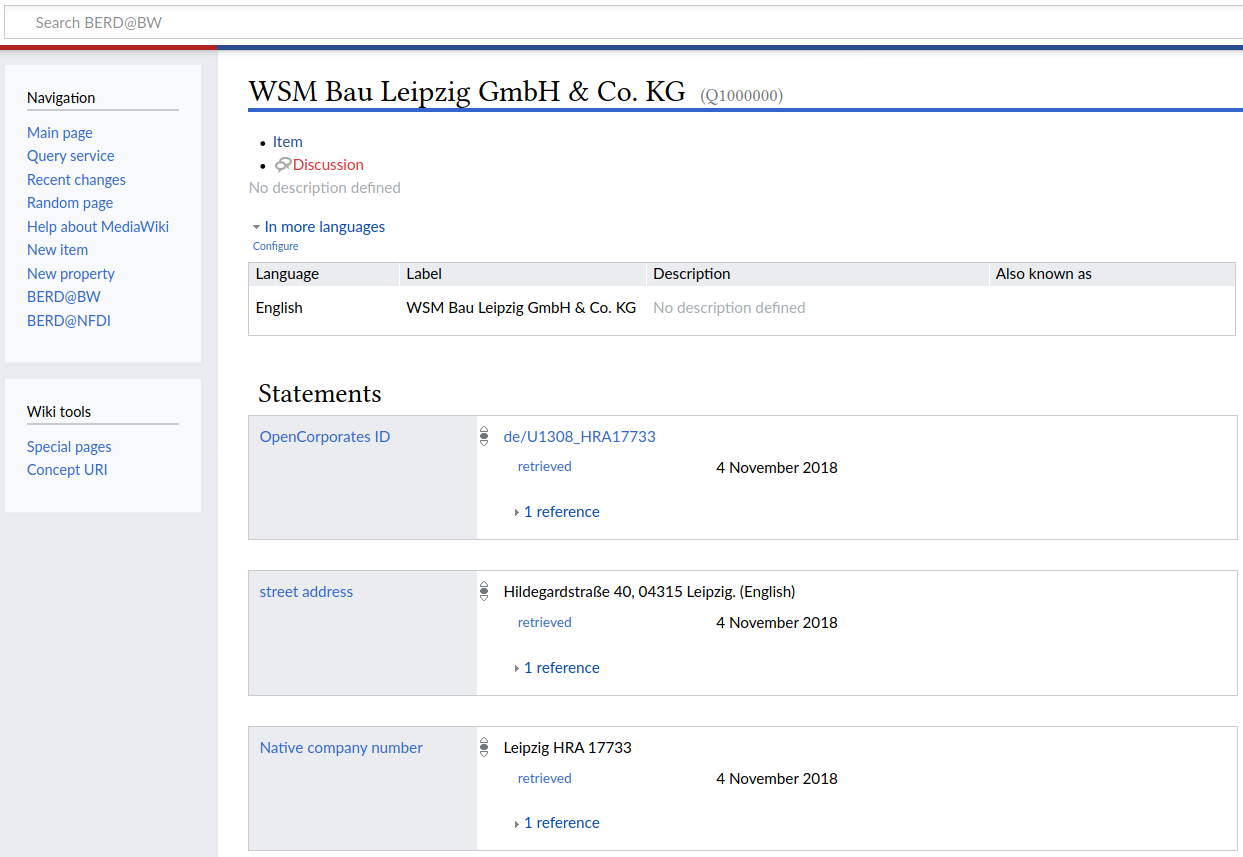 Search BERD@BW
Navigation
Main page
Query service
Recent changes
Random page
Help about MediaWiki
New item
New property
BERD@BW
BERD@NFDI
Wiki tools
Special pages
Concept URI
WSM Bau Leipzig GmbH & Co. KG (Q1000000)
Item
Discussion
No description defined
In more languages
Configure
Language Label Description Also known as
English WSM Bau Leipzig GmbH & Co. KG No description defined
Statements
OpenCorporates ID de/U1308_HRA17733
retrieved 4 November 2018
1 reference
street address Hildegardstraße 40, 04315 Leipzig. (English)
retrieved 4 November 2018
1 reference
Native company number Leipzig HRA 17733
retrieved 4 November 2018
1 reference